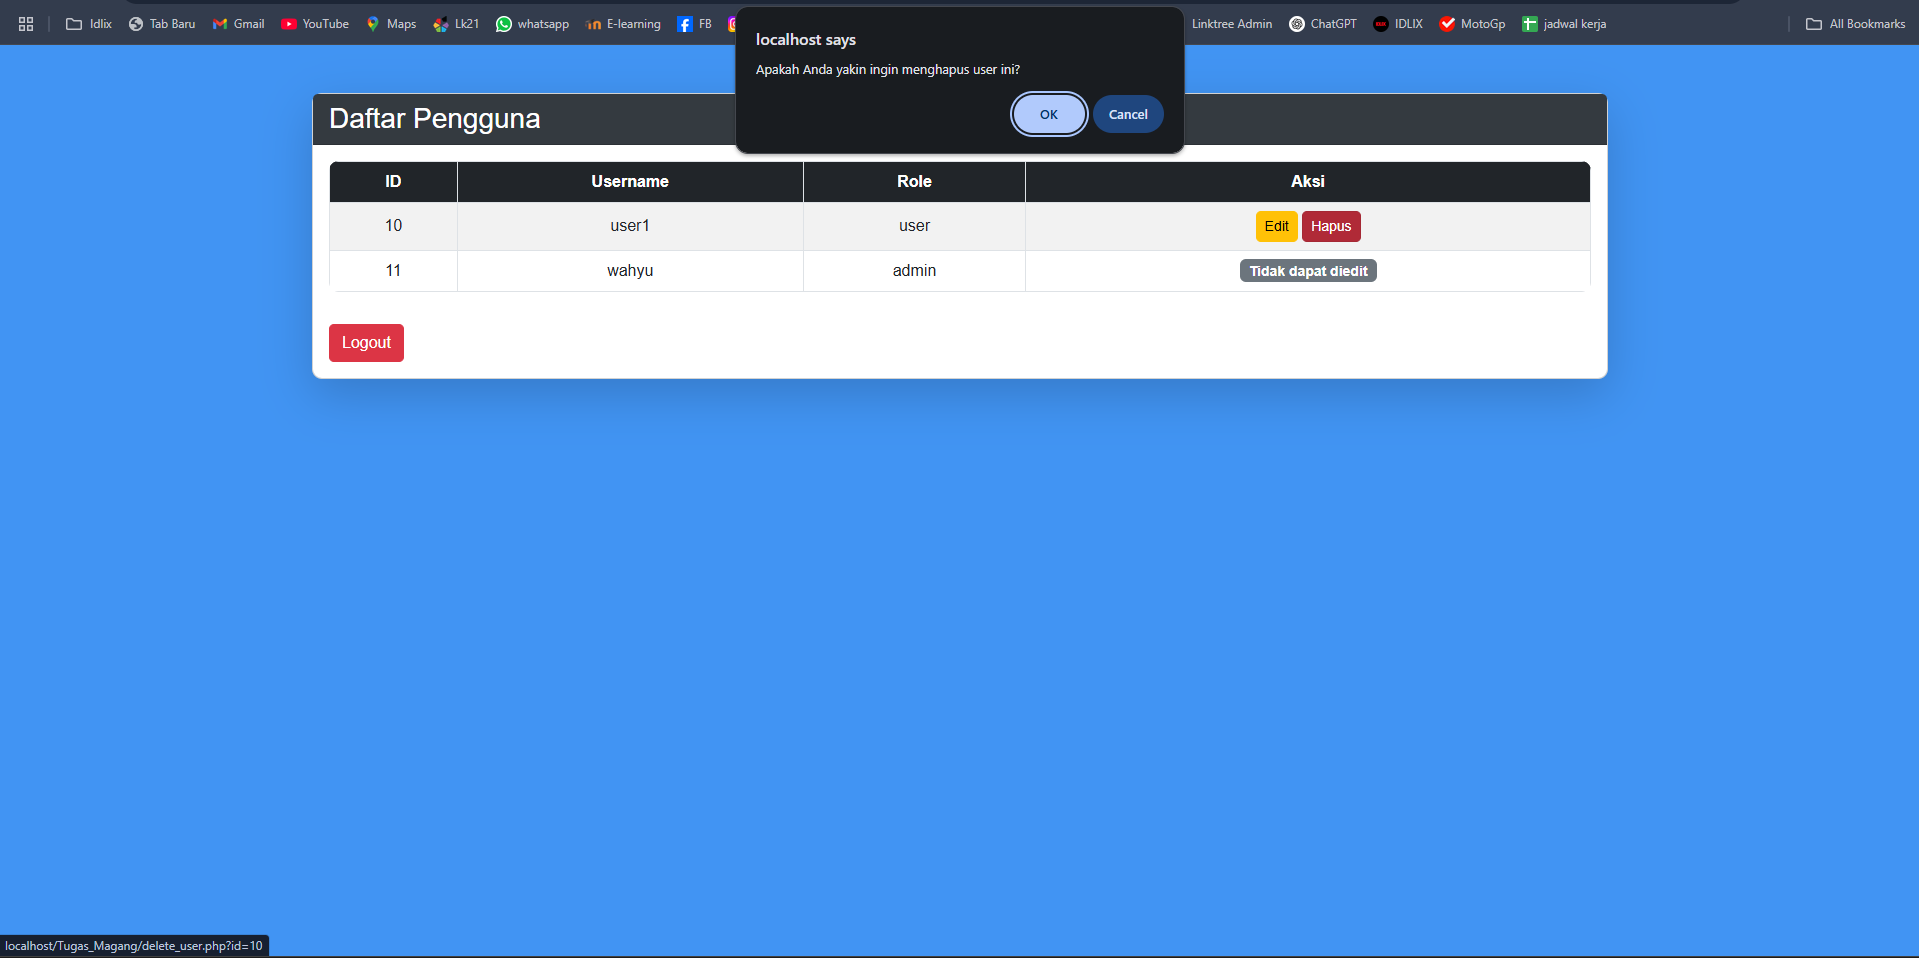 Idlix Tab Baru Gmail YouTube Maps Lk21 whatsapp E-learning FB Linktree Admin ChatGPT IDLIX MotoGp jadwal kerja All Bookmarks
localhost says
Apakah Anda yakin ingin menghapus user ini?
OK Cancel
Daftar Pengguna
ID Username Role Aksi
10 user1 user Edit Hapus
11 wahyu admin Tidak dapat diedit
Logout
localhost/Tugas_Magang/delete_user.php?id=10